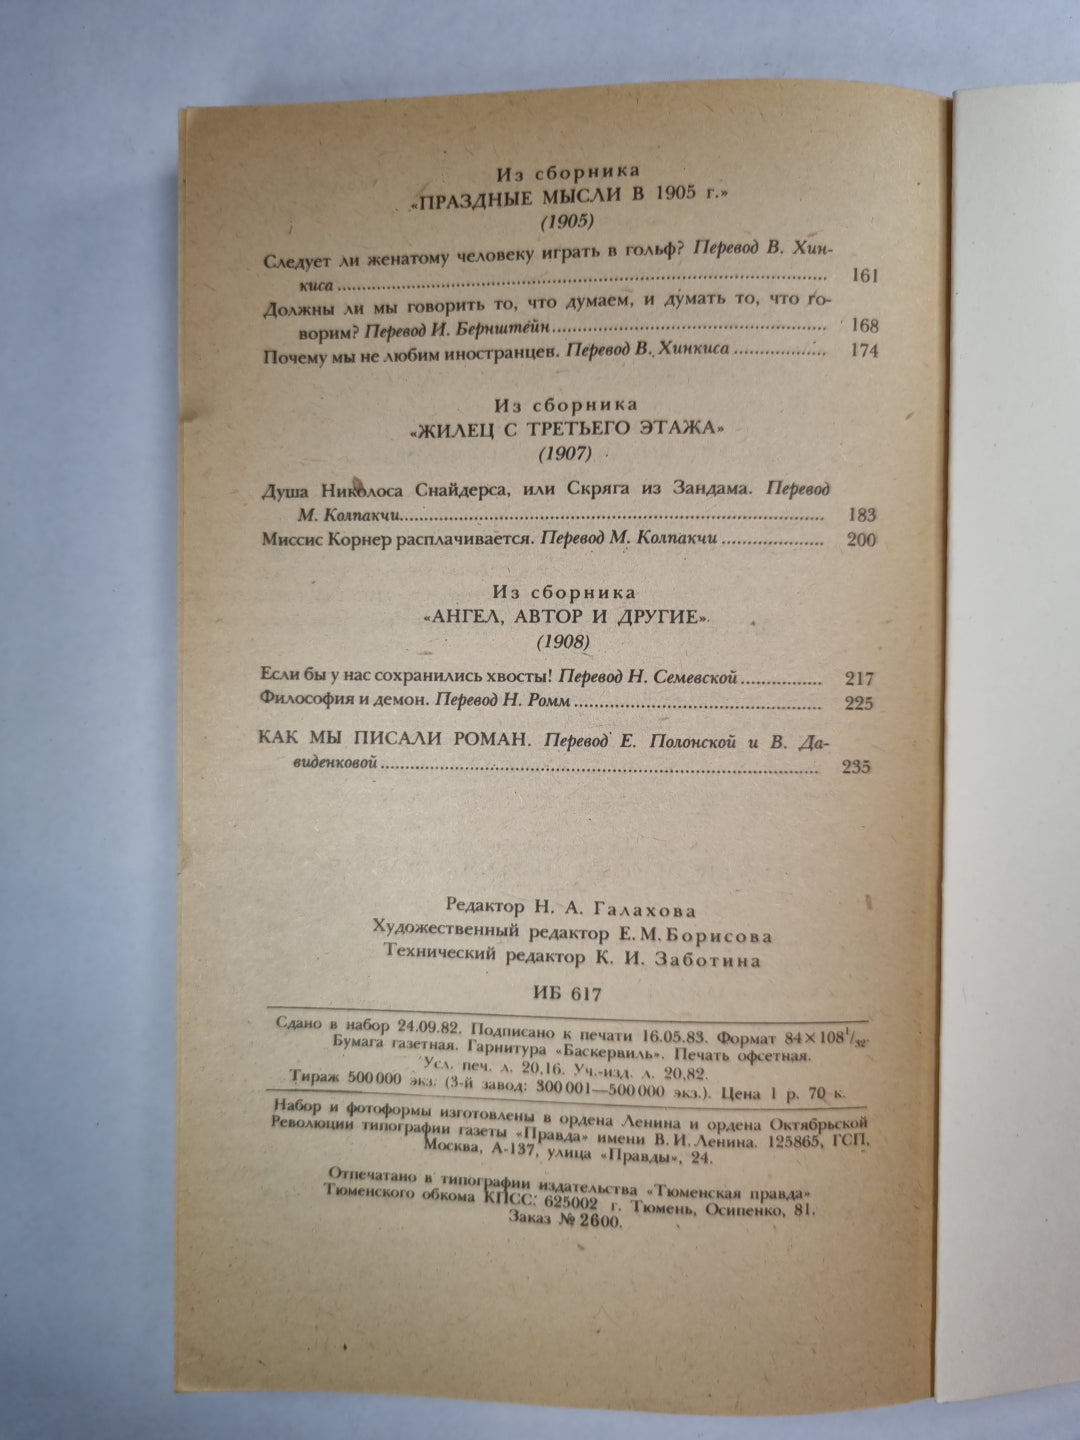 Из сборника
«ПРАЗДНЫЕ МЫСЛИ В 1905 г.»
(1905)
Следует ли женатому человеку играть в гольф? Перевод В. Хин-
киса ........ 161
Должны ли мы говорить то, что думаем, и думать то, что го-
ворим? Перевод И. Бернштейн ........ 168
Почему мы не любим иностранцев. Перевод В. Хинкиса ........ 174
Из сборника
«ЖИЛЕЦ С ТРЕТЬЕГО ЭТАЖА»
(1907)
Душа Николоса Снайдерса, или Скряга из Зандама. Перевод
М. Колпакчи ........ 183
Миссис Корнер расплачивается. Перевод М. Колпакчи ........ 200
Из сборника
«АНГЕЛ, АВТОР И ДРУГИЕ»
(1908)
Если бы у нас сохранились хвосты! Перевод Н. Семевской ........ 217
Философия и демон. Перевод Н. Ромм ........ 225
КАК МЫ ПИСАЛИ РОМАН. Перевод Е. Полонской и В. Да-
виденковой ........ 235
Редактор Н. А. Галахова
Художественный редактор Е. М. Борисова
Технический редактор К. И. Заботина
ИБ 617
Сдано в набор 24.09.82. Подписано к печати 16.05.83. Формат 84×108¹/₃₂.
Бумага газетная. Гарнитура «Баскервиль». Печать офсетная.
Усл. печ. л. 20,16. Уч.-изд. л. 20,82.
Тираж 500 000 экз. (3-й завод: 300 001—500 000 экз.). Цена 1 р. 70 к.
Набор и фотоформы изготовлены в ордена Ленина и ордена Октябрьской
Революции типографии газеты «Правда» имени В. И. Ленина. 125865, ГСП,
Москва, А-137, улица «Правды», 24.
Отпечатано в типографии издательства «Тюменская правда»
Тюменского обкома КПСС. 625002 г. Тюмень, Осипенко, 81.
Заказ № 2600.